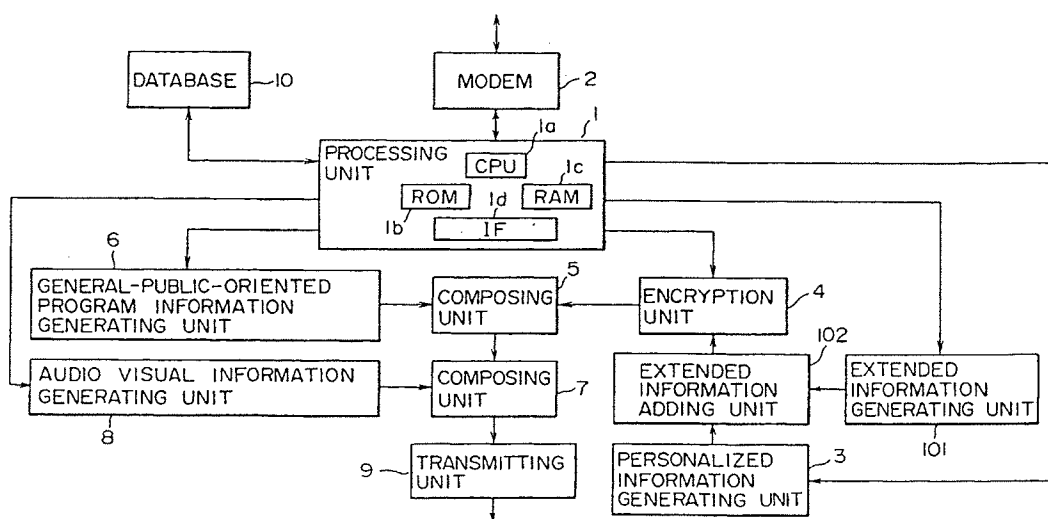 DATABASE
10
MODEM
2
1
PROCESSING
UNIT
1a
CPU
1c
ROM
RAM
1b
1d
IF
6
GENERAL-PUBLIC-ORIENTED
PROGRAM INFORMATION
GENERATING UNIT
5
COMPOSING
UNIT
ENCRYPTION
UNIT
4
102
AUDIO VISUAL INFORMATION
GENERATING UNIT
8
COMPOSING
UNIT
7
EXTENDED
INFORMATION
ADDING UNIT
EXTENDED
INFORMATION
GENERATING UNIT
101
9
TRANSMITTING
UNIT
PERSONALIZED
INFORMATION
GENERATING UNIT
3